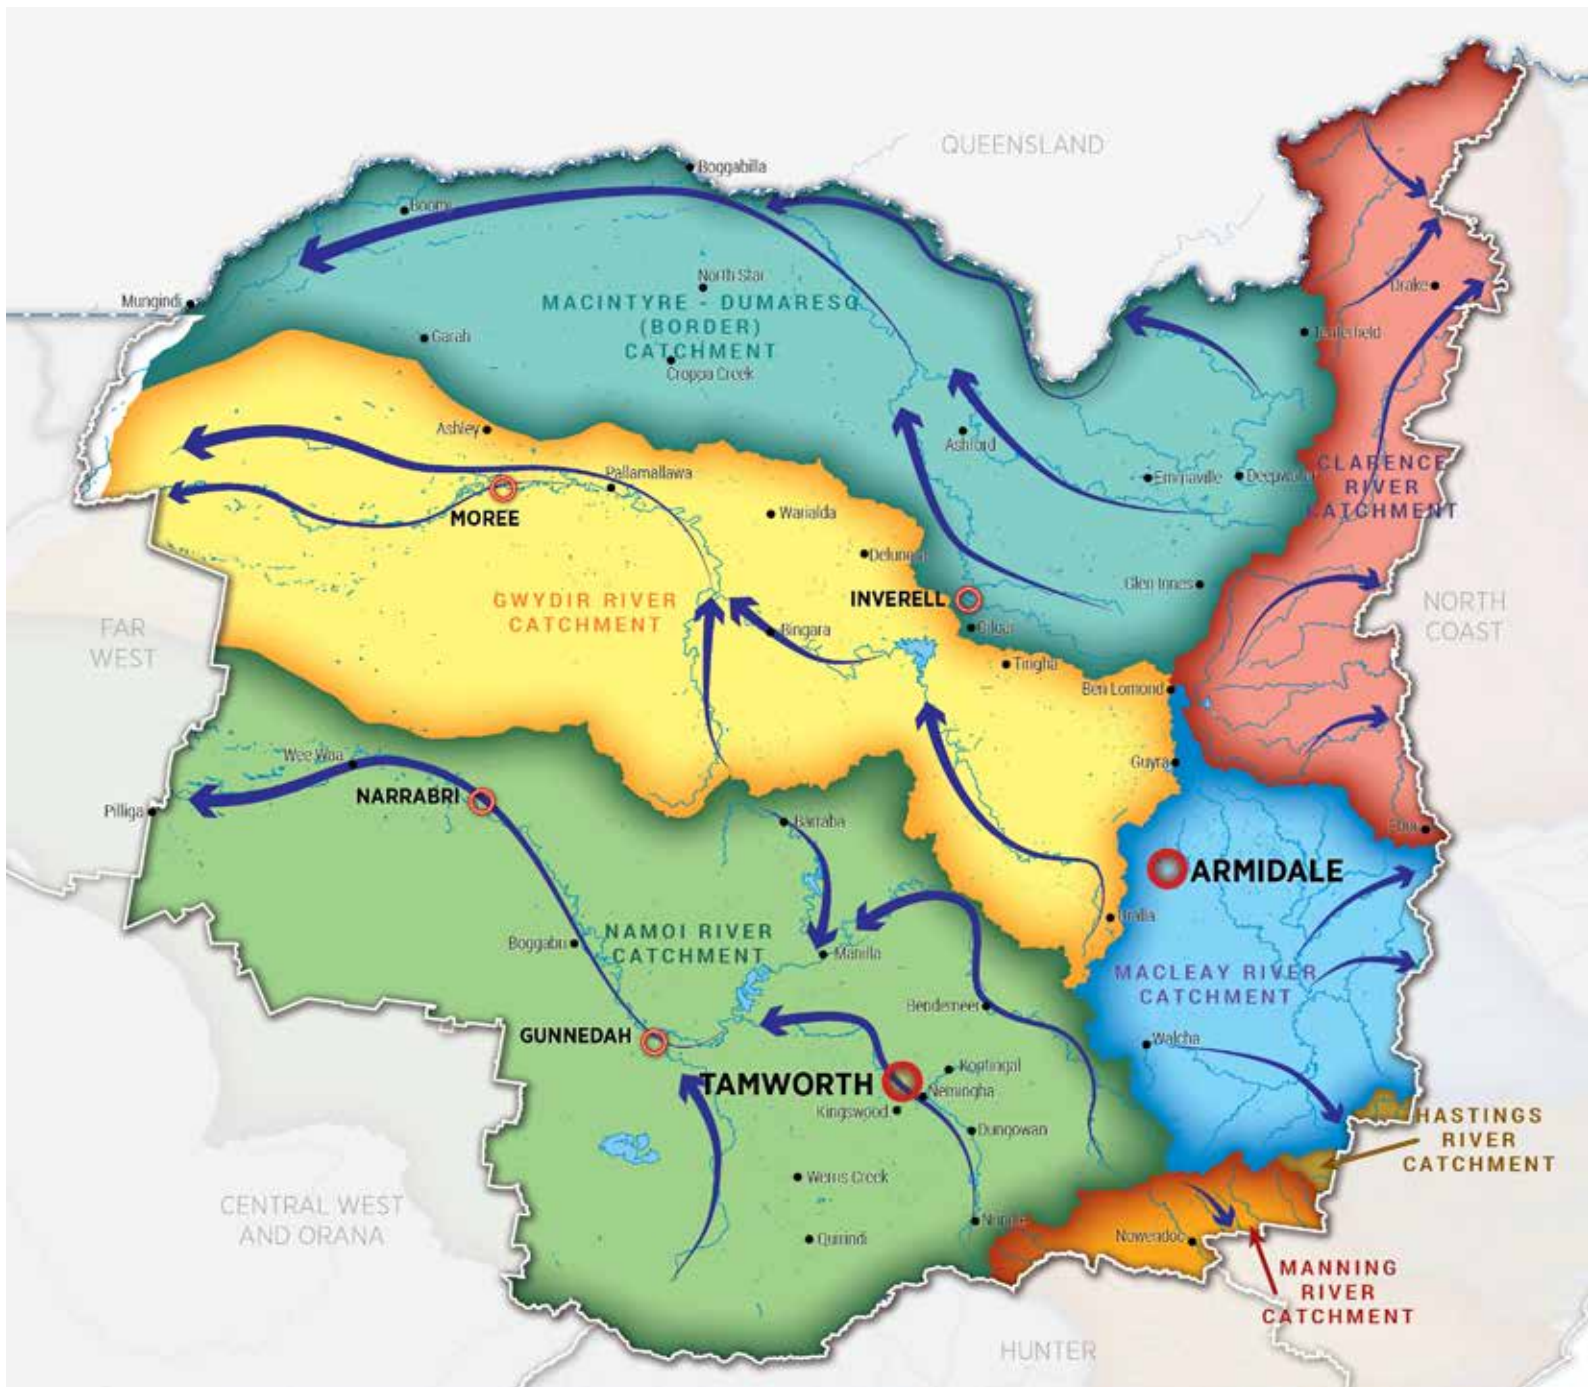 QUEENSLAND
Boggabilla
Boomi
North Star
MACINTYRE - DUMARESQ
(BORDER)
CATCHMENT
Mungindi
Garah
Croppa Creek
Drake
Tenterfield
Ashley
Ashford
Pallamallawa
Emmaville
Deepwater
CLARENCE
RIVER
CATCHMENT
MOREE
Warialda
Delungra
Glen Innes
INVERELL
GWYDIR RIVER
CATCHMENT
Gilgai
Bingara
NORTH
COAST
FAR
WEST
Tingha
Ben Lomond
Wee Waa
Guyra
NARRABRI
Pilliga
Barraba
Ebor
ARMIDALE
Uralla
NAMOI RIVER
CATCHMENT
Boggabri
Manilla
MACLEAY RIVER
CATCHMENT
Bendemeer
GUNNEDAH
Walcha
TAMWORTH
Kootingal
Nemingha
Kingswood
Dungowan
HASTINGS
RIVER
CATCHMENT
Werris Creek
CENTRAL WEST
AND ORANA
Nundle
Quirindi
Nowendoc
MANNING
RIVER
CATCHMENT
HUNTER